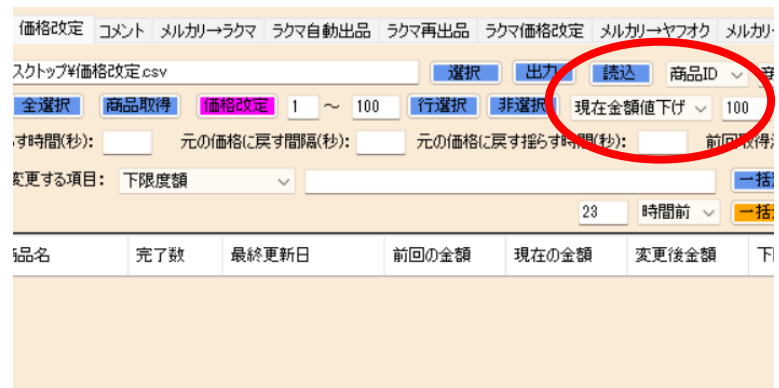 価格改定 コメント メルカリ→ラクマ ラクマ自動出品 ラクマ再出品 ラクマ価格改定 メルカリ→ヤフオク メルカリ
スクトップ¥価格改定.csv 選択 出力 読込 商品ID
全選択 商品取得 価格改定 1 ～ 100 行選択 非選択 現在金額値下げ 100
す時間(秒): 元の価格に戻す間隔(秒): 元の価格に戻す揺らす時間(秒): 前回取得
変更する項目: 下限度額 一括
23 時間前 一括
品名 完了数 最終更新日 前回の金額 現在の金額 変更後金額 下